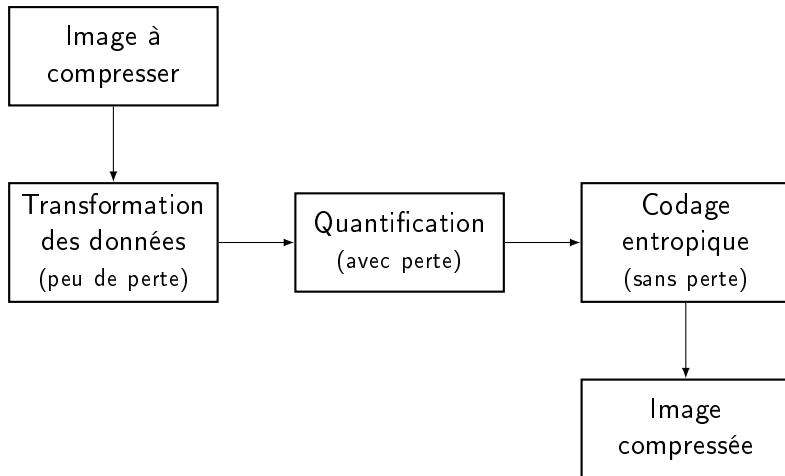 Image à
compresser
Transformation
des données
(peu de perte)
Quantification
(avec perte)
Codage
entropique
(sans perte)
Image
compressée